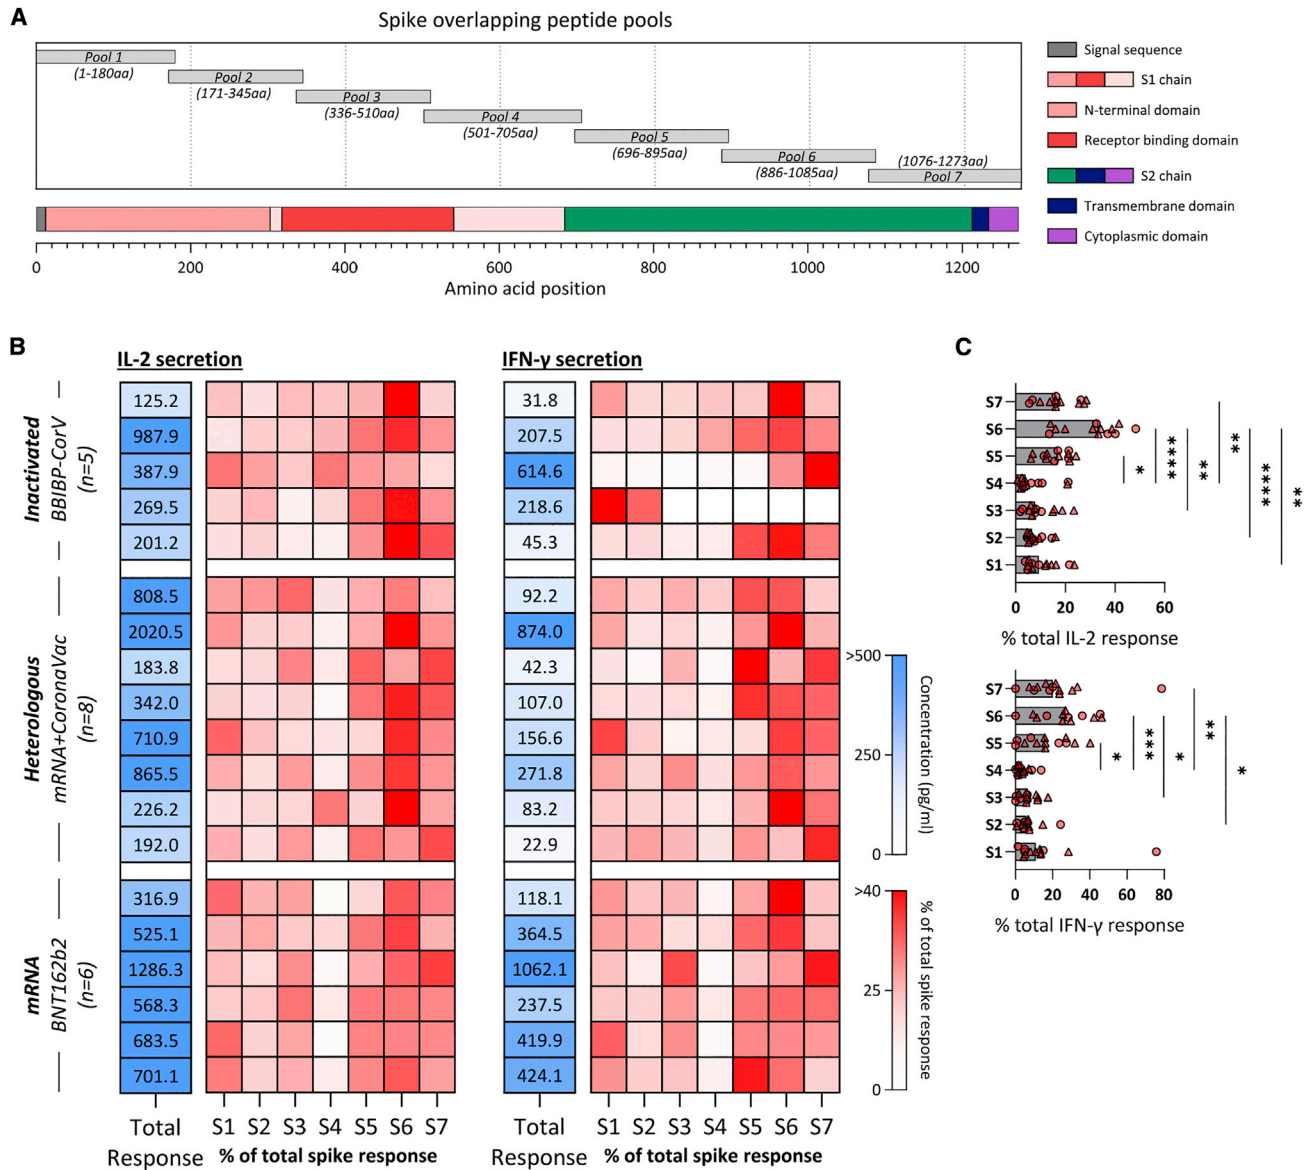 A
Spike overlapping peptide pools
Pool 1
(1-180aa)
Pool 2
(171-345aa)
Pool 3
(336-510aa)
Pool 4
(501-705aa)
Pool 5
(696-895aa)
Pool 6
(886-1085aa)
(1076-1273aa)
Pool 7
0 200 400 600 800 1000 1200
Amino acid position
Signal sequence
S1 chain
N-terminal domain
Receptor binding domain
S2 chain
Transmembrane domain
Cytoplasmic domain
B
IL-2 secretion
IFN-γ secretion
Inactivated
BBIBP-CorV
(n=5)
125.2 31.8
987.9 207.5
387.9 614.6
269.5 218.6
201.2 45.3
Heterologous
mRNA+CoronaVac
(n=8)
808.5 92.2
2020.5 874.0
183.8 42.3
342.0 107.0
710.9 156.6
865.5 271.8
226.2 83.2
192.0 22.9
mRNA
BNT162b2
(n=6)
316.9 118.1
525.1 364.5
1286.3 1062.1
568.3 237.5
683.5 419.9
701.1 424.1
Total S1 S2 S3 S4 S5 S6 S7 Total S1 S2 S3 S4 S5 S6 S7
Response % of total spike response Response % of total spike response
>500
250
0
Concentration (pg/ml)
>40
25
0
% of total spike response
C
S7
S6
S5
S4
S3
S2
S1
* **** ** ** **** **
0 20 40 60
% total IL-2 response
S7
S6
S5
S4
S3
S2
S1
* *** * ** *
0 20 40 60 80
% total IFN-γ response